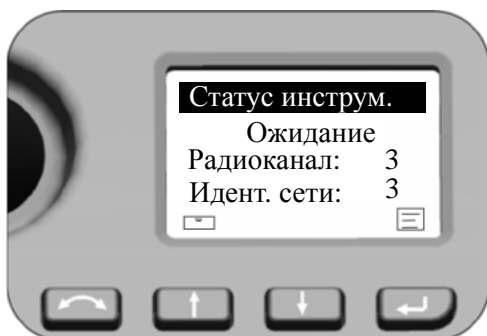 Статус инструм.
Ожидание
Радиоканал: 3
Идент. сети: 3